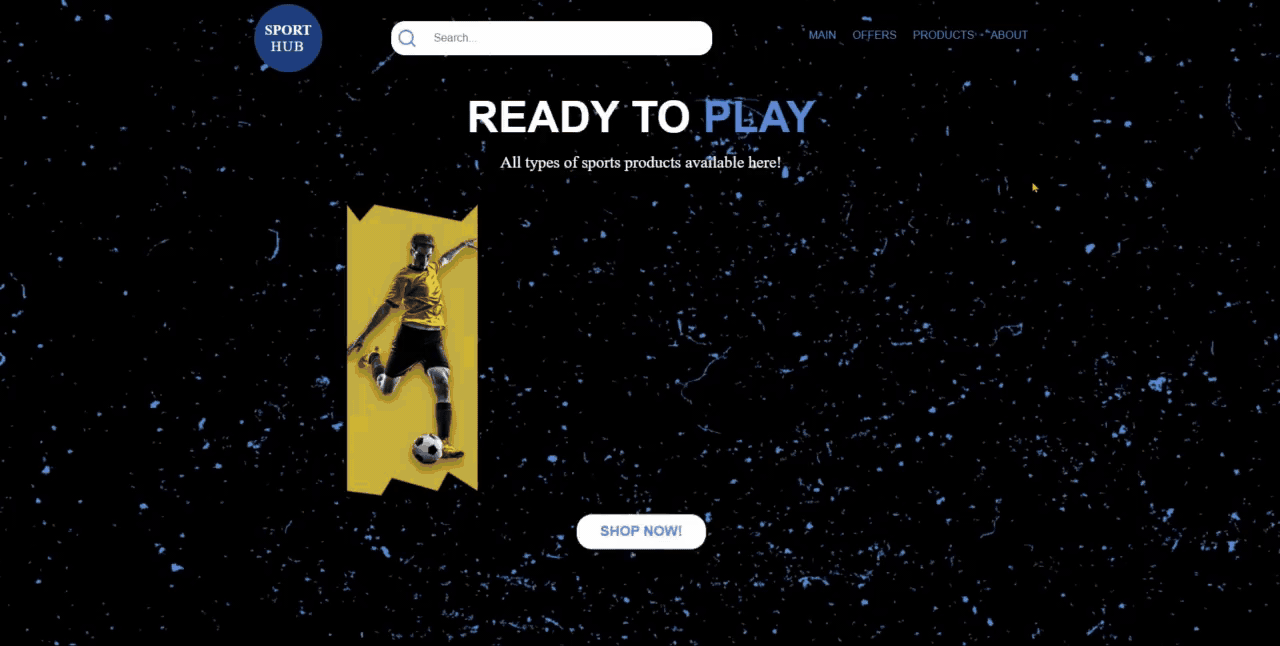 SPORT
HUB
Search...
MAIN OFFERS PRODUCTS ABOUT
READY TO PLAY
All types of sports products available here!
SHOP NOW!